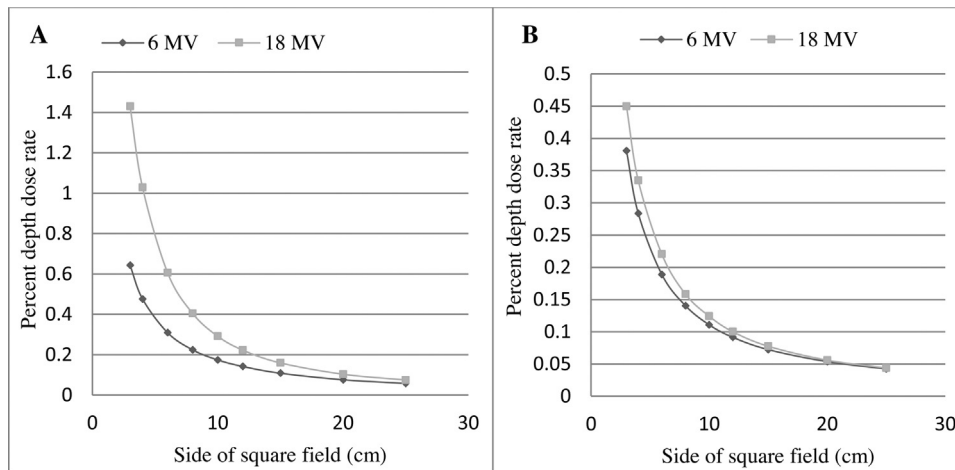 A
6 MV 18 MV
Percent depth dose rate
1.6
1.4
1.2
1
0.8
0.6
0.4
0.2
0
0 10 20 30
Side of square field (cm)
B
6 MV 18 MV
Percent depth dose rate
0.5
0.45
0.4
0.35
0.3
0.25
0.2
0.15
0.1
0.05
0
0 10 20 30
Side of square field (cm)